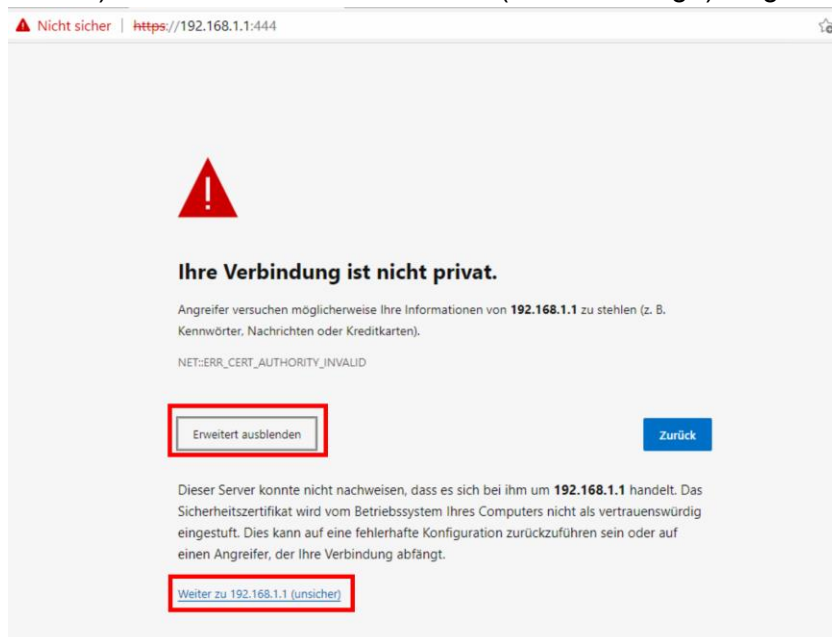 Nicht sicher | https://192.168.1.1:444
Ihre Verbindung ist nicht privat.
Angreifer versuchen möglicherweise Ihre Informationen von 192.168.1.1 zu stehlen (z. B.
Kennwörter, Nachrichten oder Kreditkarten).
NET::ERR_CERT_AUTHORITY_INVALID
Erweitert ausblenden
Zurück
Dieser Server konnte nicht nachweisen, dass es sich bei ihm um 192.168.1.1 handelt. Das
Sicherheitszertifikat wird vom Betriebssystem Ihres Computers nicht als vertrauenswürdig
eingestuft. Dies kann auf eine fehlerhafte Konfiguration zurückzuführen sein oder auf
einen Angreifer, der Ihre Verbindung abfängt.
Weiter zu 192.168.1.1 (unsicher)